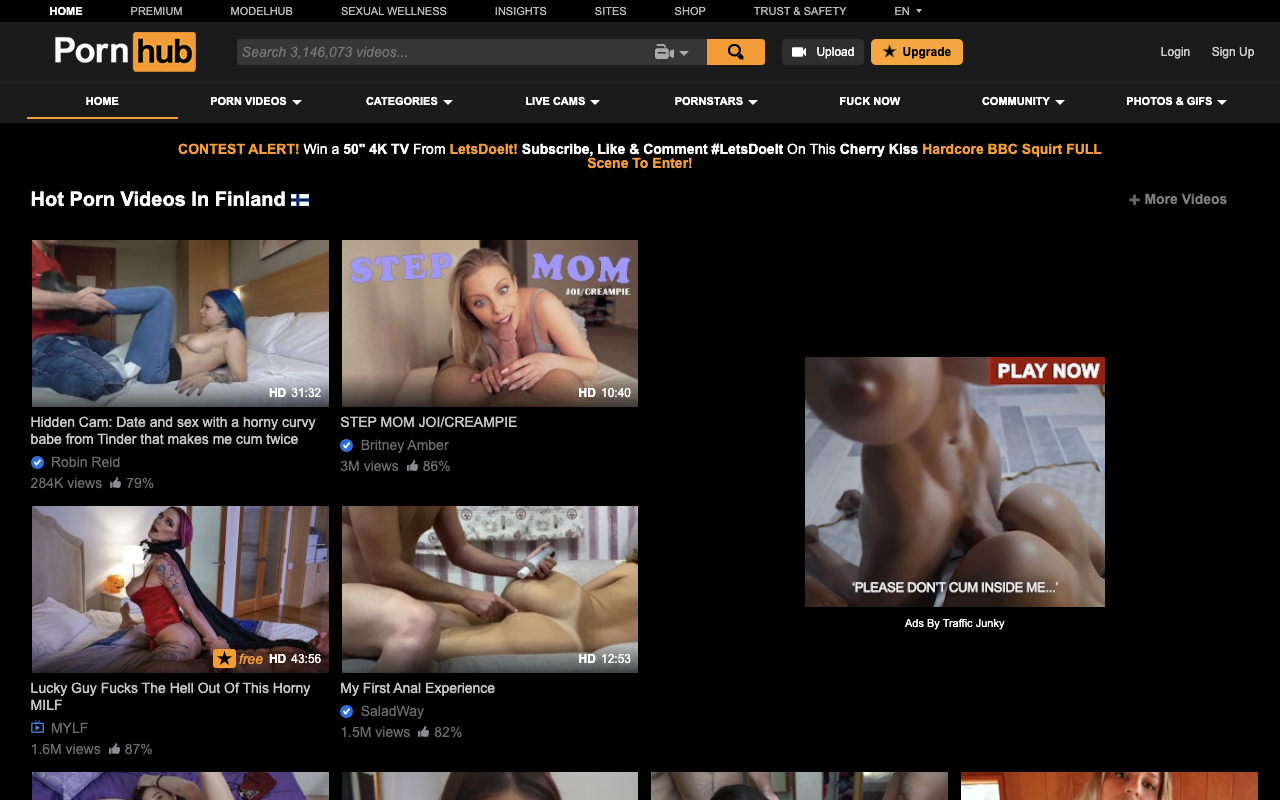 HOME PREMIUM MODELHUB SEXUAL WELLNESS INSIGHTS SITES SHOP TRUST & SAFETY EN
Porn hub Search 3,146,073 videos... Upload Upgrade Login Sign Up
HOME PORN VIDEOS CATEGORIES LIVE CAMS PORNSTARS FUCK NOW COMMUNITY PHOTOS & GIFS
CONTEST ALERT! Win a 50" 4K TV From LetsDoeIt! Subscribe, Like & Comment #LetsDoeIt On This Cherry Kiss Hardcore BBC Squirt FULL
Scene To Enter!
Hot Porn Videos In Finland
+ More Videos
HD 31:32
Hidden Cam: Date and sex with a horny curvy
babe from Tinder that makes me cum twice
Robin Reid
284K views 79%
STEP MOM
JOI/CREAMPIE
HD 10:40
STEP MOM JOI/CREAMPIE
Britney Amber
3M views 86%
PLAY NOW
'PLEASE DON'T CUM INSIDE ME...'
Ads By Traffic Junky
free HD 43:56
Lucky Guy Fucks The Hell Out Of This Horny
MILF
MYLF
1.6M views 87%
HD 12:53
My First Anal Experience
SaladWay
1.5M views 82%